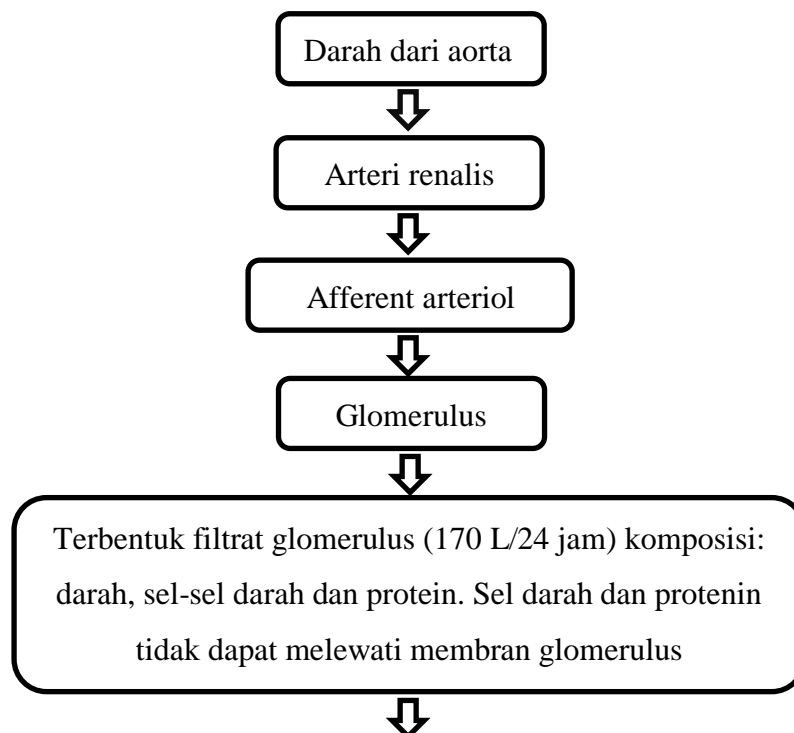 Darah dari aorta
Arteri renalis
Afferent arteriol
Glomerulus
Terbentuk filtrat glomerulus (170 L/24 jam) komposisi:
darah, sel-sel darah dan protein. Sel darah dan protenin
tidak dapat melewati membran glomerulus